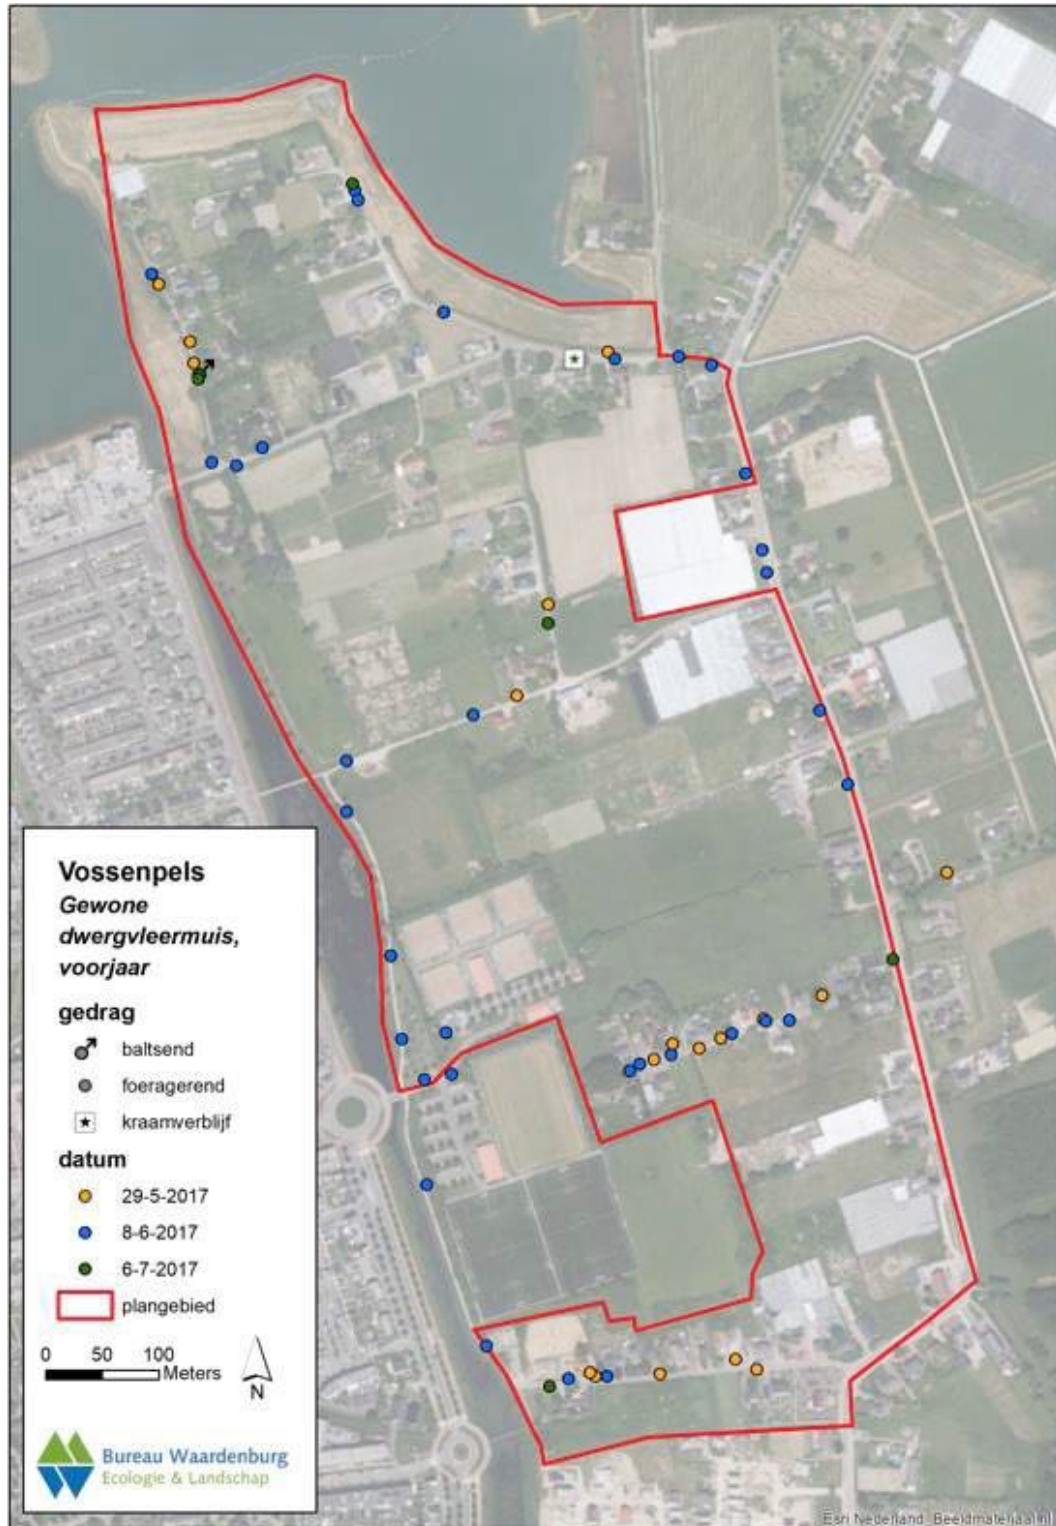 Vossenpels
Gewone
dwergvleermuis,
voorjaar
gedrag
baltsend
foeragerend
kraamverblijf
datum
29-5-2017
8-6-2017
6-7-2017
plangebied
0 50 100
Meters
N
Bureau Waardenburg
Ecologie & Landschap
Esri Nederland, Beeldmateriaal.nl